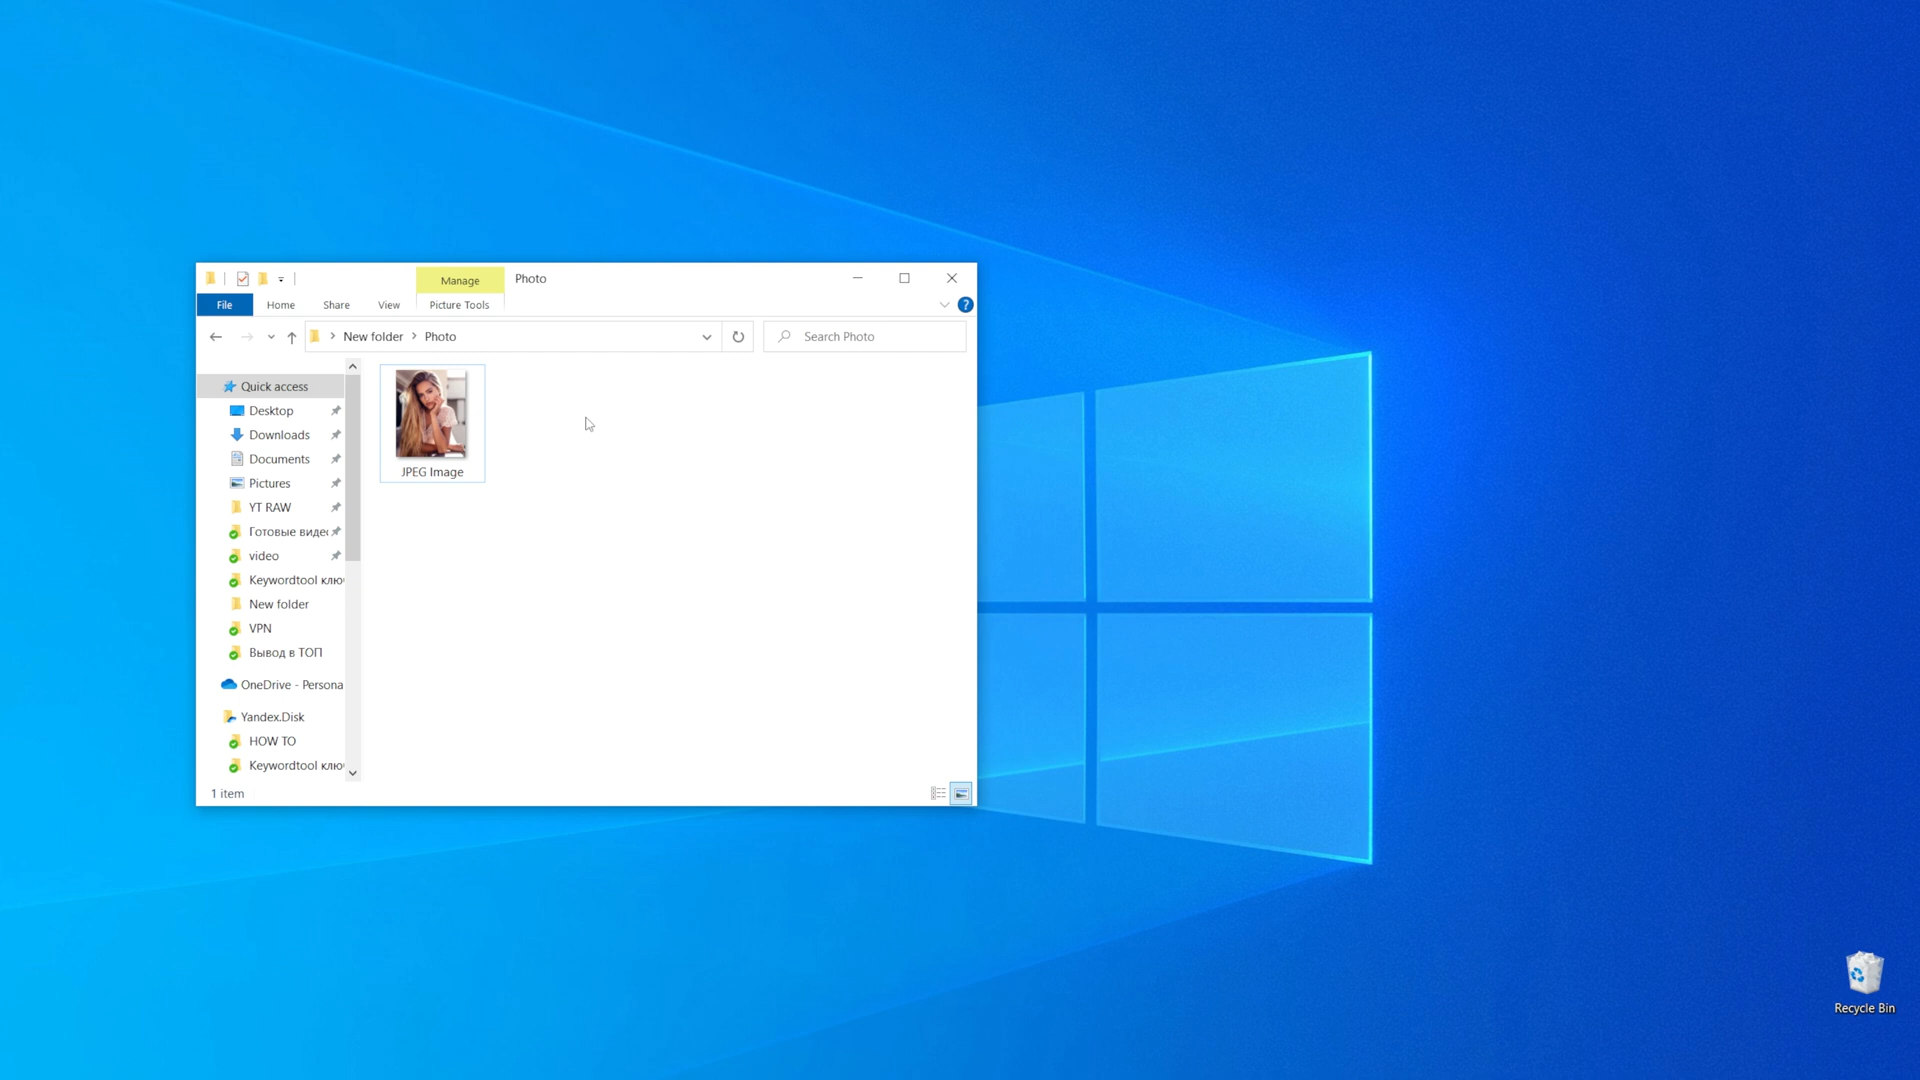 Manage
Photo
File
Home
Share
View
Picture Tools
?
New folder
Photo
Search Photo
Quick access
Desktop
Downloads
Documents
Pictures
YT RAW
Готовые видео
video
Keywordtool клю
New folder
VPN
Вывод в ТОП
OneDrive - Persona
Yandex.Disk
HOW TO
Keywordtool клю
JPEG Image
1 item
Recycle Bin